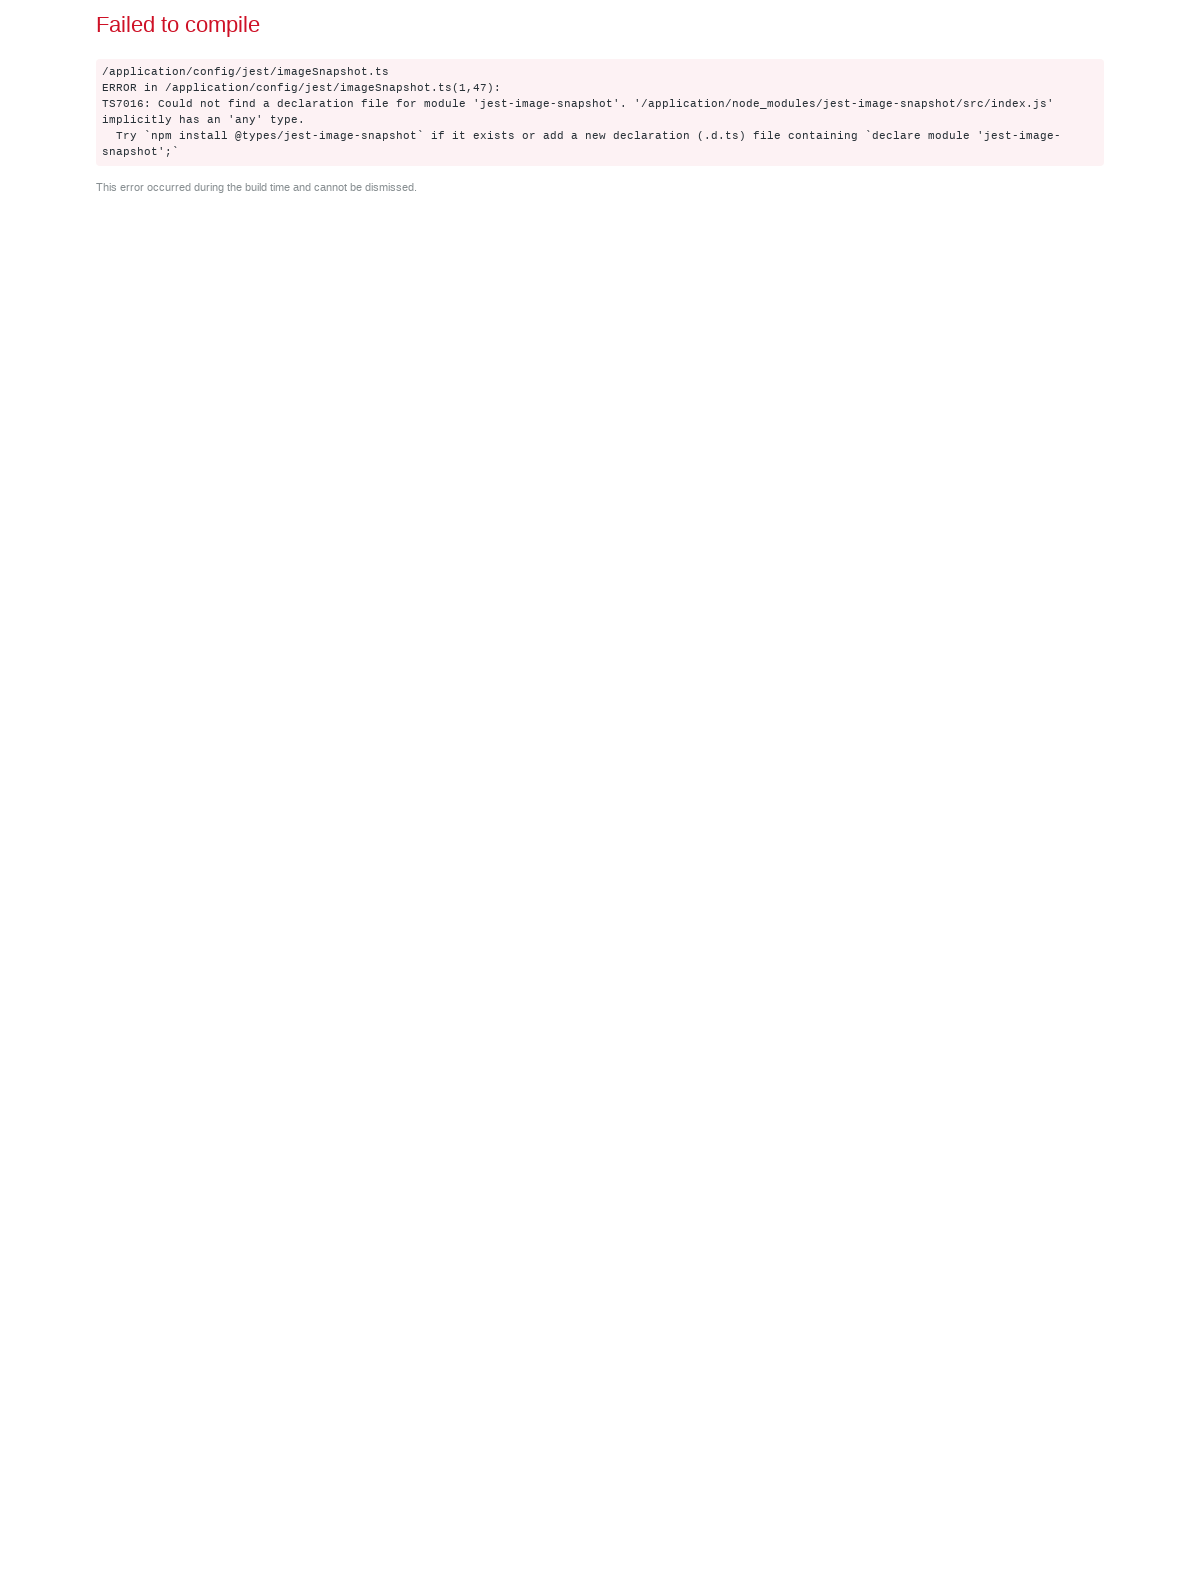 Failed to compile
/application/config/jest/imageSnapshot.ts
ERROR in /application/config/jest/imageSnapshot.ts(1,47):
TS7016: Could not find a declaration file for module 'jest-image-snapshot'. '/application/node_modules/jest-image-snapshot/src/index.js'
implicitly has an 'any' type.
  Try `npm install @types/jest-image-snapshot` if it exists or add a new declaration (.d.ts) file containing `declare module 'jest-image-
snapshot';`
This error occurred during the build time and cannot be dismissed.